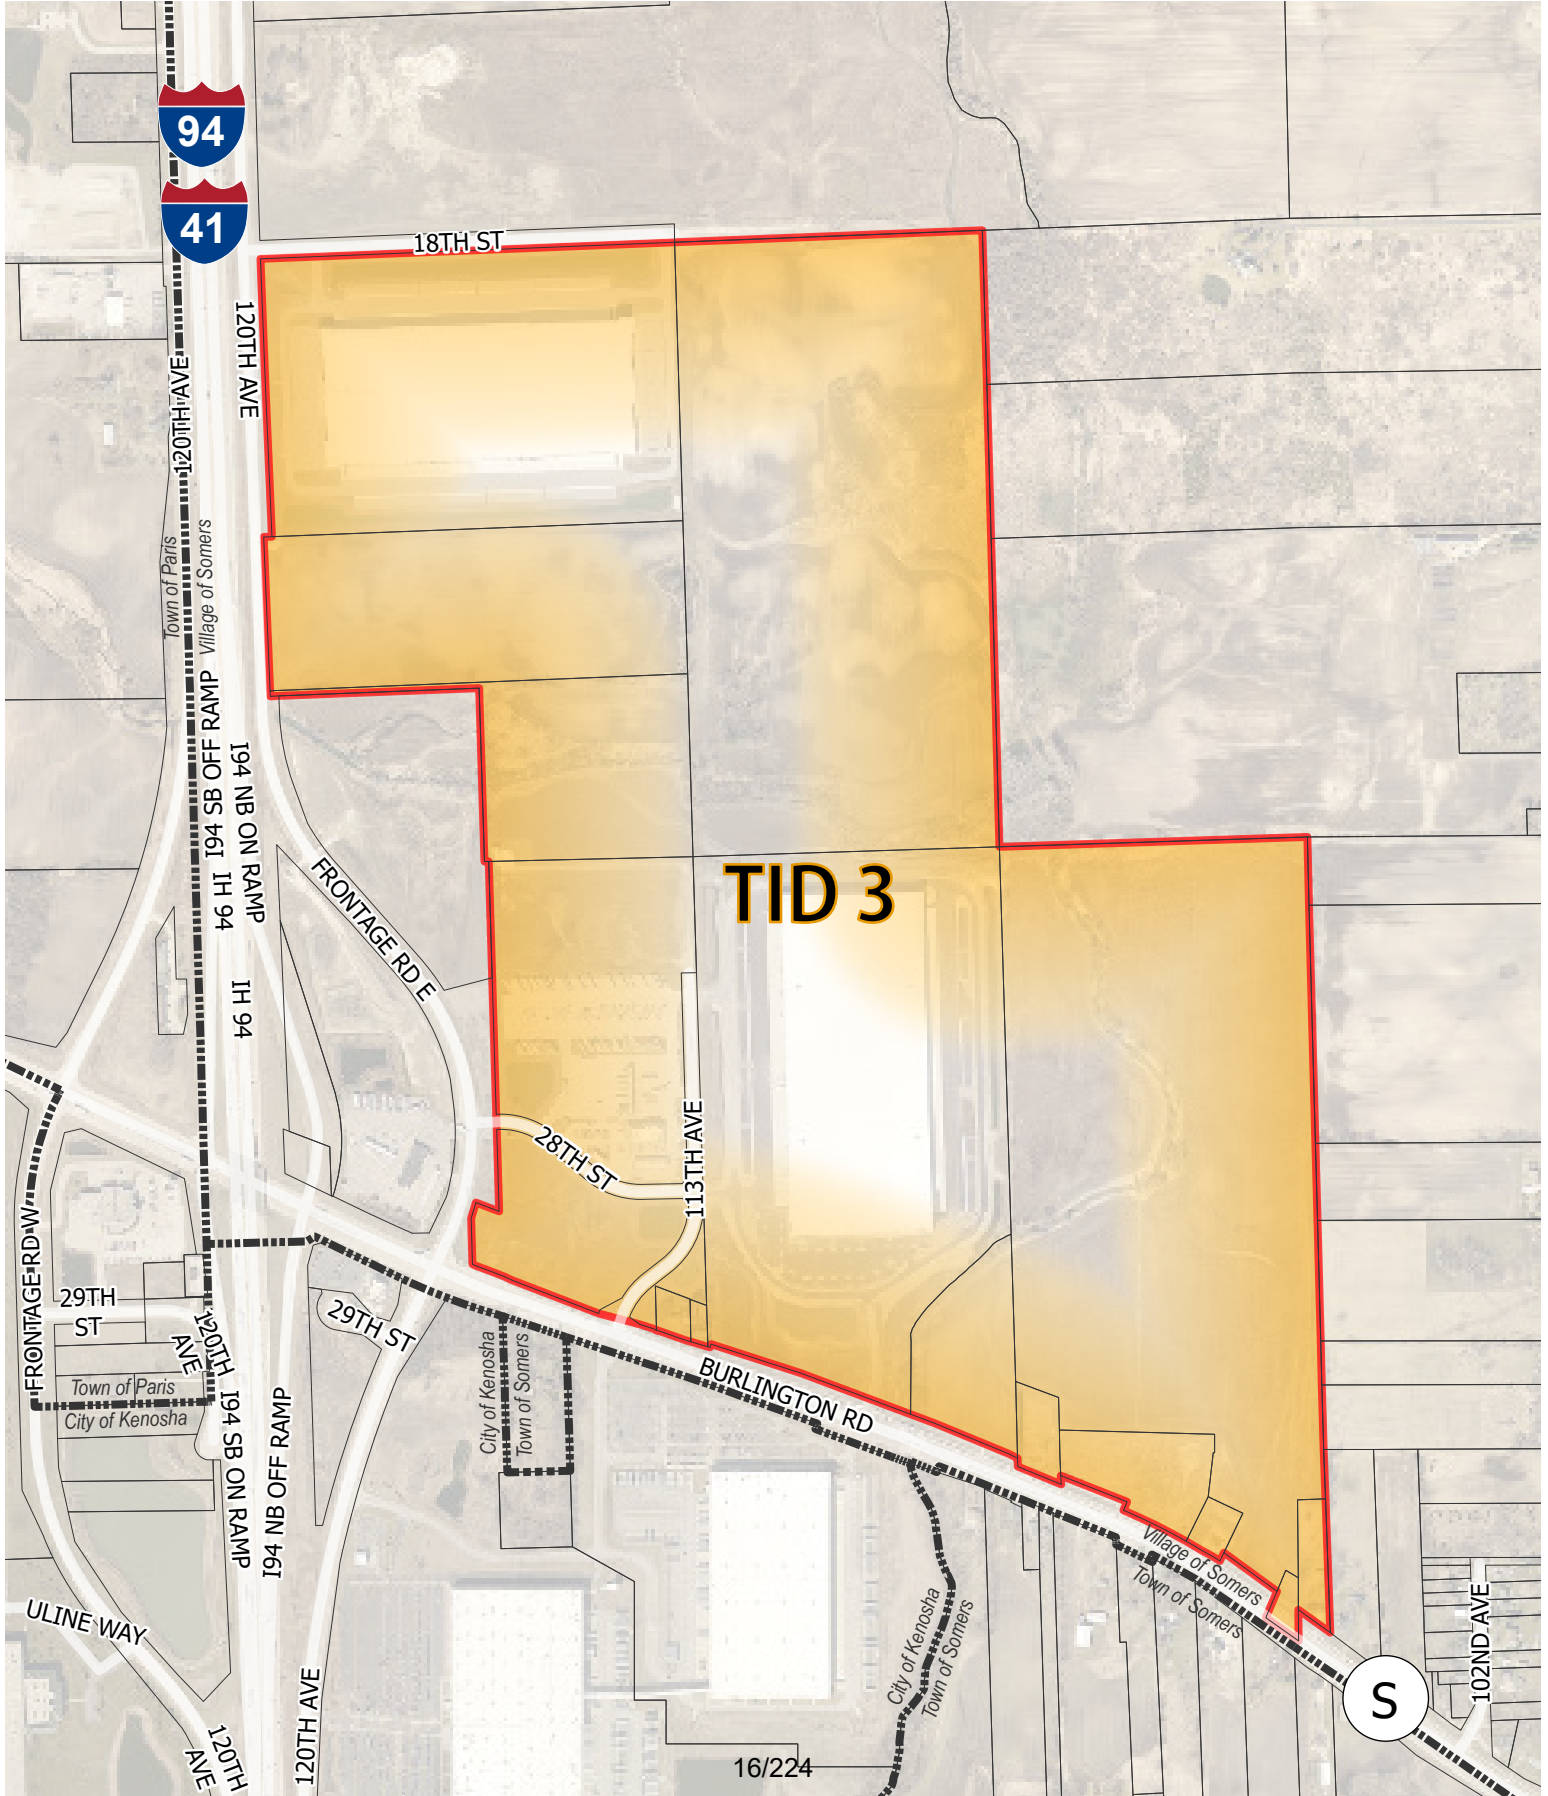 94
41
18TH ST
120TH AVE
120TH AVE
Town of Paris
Village of Somers
I94 SB OFF RAMP
I94 NB ON RAMP
IH 94
FRONTAGE RD E
TID 3
IH 94
28TH ST
113TH AVE
FRONTAGE RD W
29TH
ST
120TH
AVE
29TH ST
Town of Paris
City of Kenosha
City of Kenosha
Town of Somers
BURLINGTON RD
I94 SB ON RAMP
I94 NB OFF RAMP
Village of Somers
Town of Somers
City of Kenosha
Town of Somers
ULINE WAY
120TH AVE
120TH
AVE
102ND AVE
S
16/224